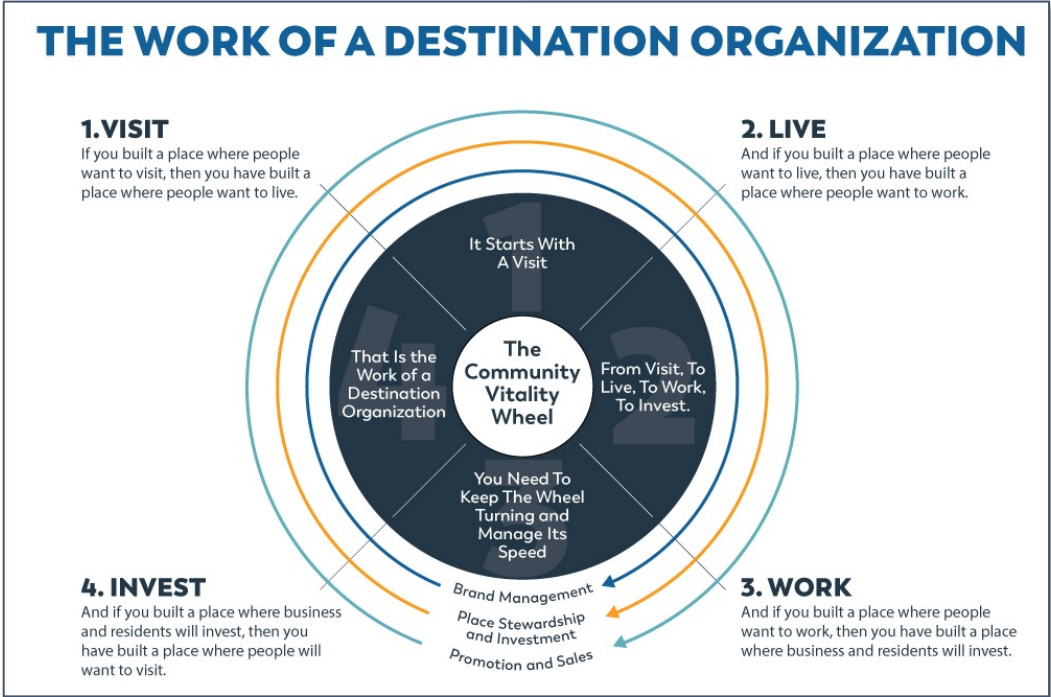 THE WORK OF A DESTINATION ORGANIZATION
1.VISIT
If you built a place where people
want to visit, then you have built a
place where people want to live.
2. LIVE
And if you built a place where people
want to live, then you have built a
place where people want to work.
1
It Starts With
A Visit
2
From Visit, To
Live, To Work,
To Invest.
3
You Need To
Keep The Wheel
Turning and
Manage Its
Speed
4
That Is the
Work of a
Destination
Organization
The
Community
Vitality
Wheel
Brand Management
Place Stewardship
and Investment
Promotion and Sales
3. WORK
And if you built a place where people
want to work, then you have built a place
where business and residents will invest.
4. INVEST
And if you built a place where business
and residents will invest, then you
have built a place where people will
want to visit.